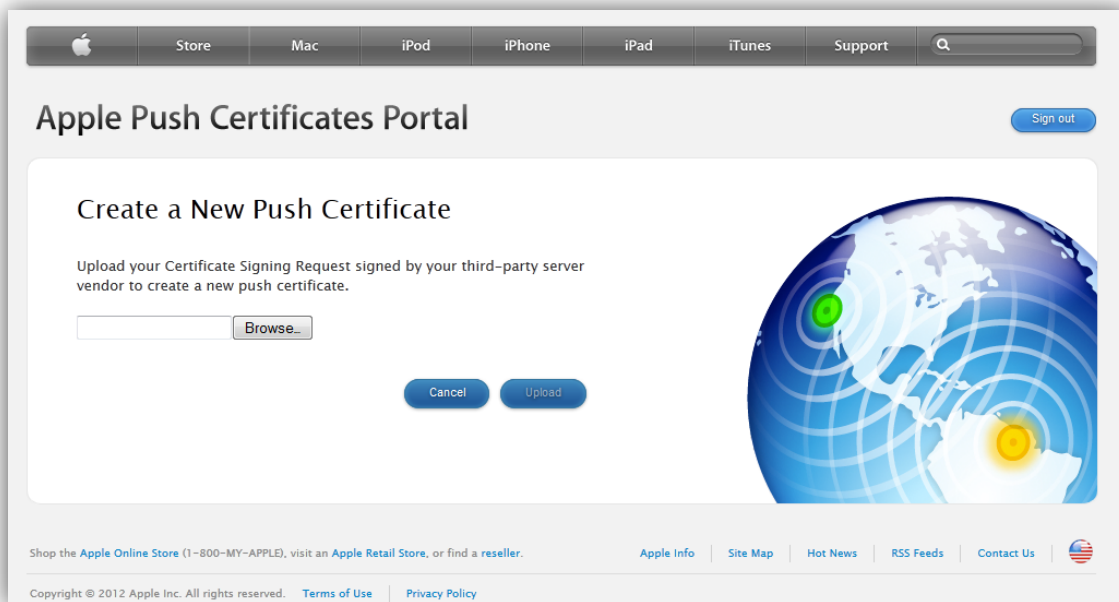 Store Mac iPod iPhone iPad iTunes Support
Apple Push Certificates Portal
Sign out
Create a New Push Certificate
Upload your Certificate Signing Request signed by your third-party server
vendor to create a new push certificate.
Browse...
Cancel Upload
Shop the Apple Online Store (1-800-MY-APPLE), visit an Apple Retail Store, or find a reseller. Apple Info Site Map Hot News RSS Feeds Contact Us
Copyright © 2012 Apple Inc. All rights reserved. Terms of Use Privacy Policy